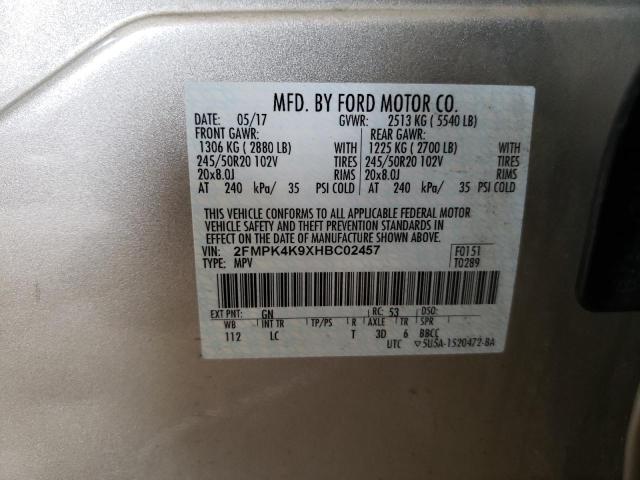 MFD. BY FORD MOTOR CO.
DATE: 05/17 GVWR: 2513 KG ( 5540 LB)
FRONT GAWR: REAR GAWR:
1306 KG ( 2880 LB) WITH 1225 KG ( 2700 LB) WITH
245/50R20 102V TIRES 245/50R20 102V TIRES
20x8.0J RIMS 20x8.0J RIMS
AT 240 kPa/ 35 PSI COLD AT 240 kPa/ 35 PSI COLD
THIS VEHICLE CONFORMS TO ALL APPLICABLE FEDERAL MOTOR
VEHICLE SAFETY AND THEFT PREVENTION STANDARDS IN EFFECT
ON THE DATE OF MANUFACTURE SHOWN ABOVE.
VIN: 2FMPK4K9XHBC02457 F0151
TYPE: MPV T0289
EXT PNT: GN RC: 53 DSO:
WB INT TR TP/PS R AXLE TR SPR
112 LC T 3D 6 BBCC
UTC ▽5U5A-1520472-BA